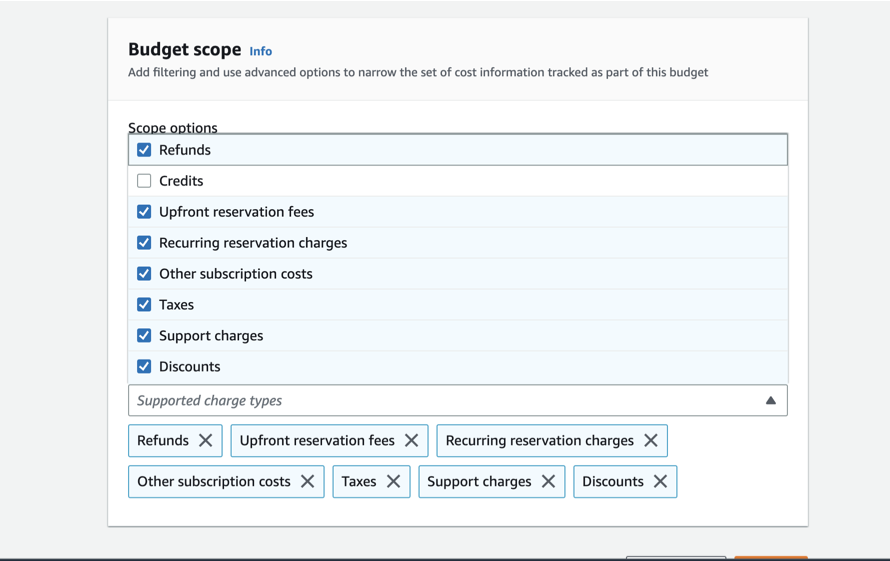 Budget scope Info
Add filtering and use advanced options to narrow the set of cost information tracked as part of this budget
Scope options
Refunds
Credits
Upfront reservation fees
Recurring reservation charges
Other subscription costs
Taxes
Support charges
Discounts
Supported charge types
Refunds Upfront reservation fees Recurring reservation charges
Other subscription costs Taxes Support charges Discounts